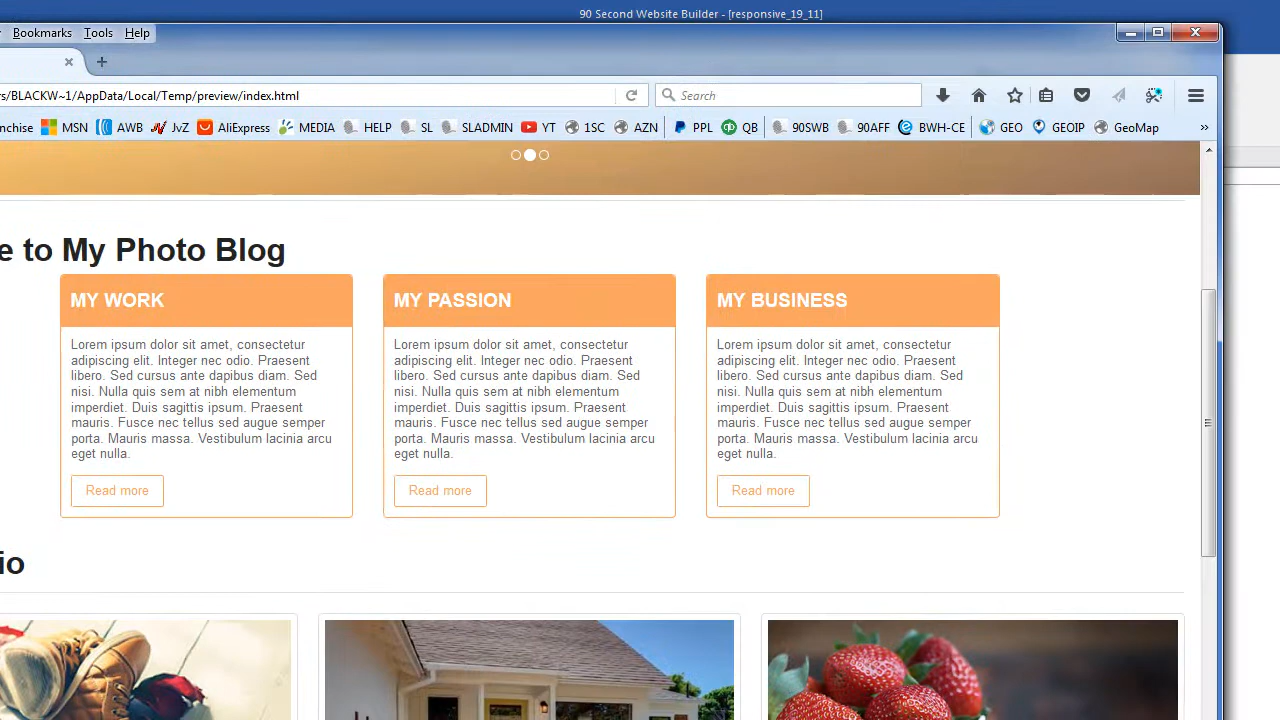 90 Second Website Builder - [responsive_19_11]
Bookmarks Tools Help
rs/BLACKW~1/AppData/Local/Temp/preview/index.html
Search
nchise MSN AWB JvZ AliExpress MEDIA HELP SL SLADMIN YT 1SC AZN PPL QB 90SWB 90AFF BWH-CE GEO GEOIP GeoMap »
e to My Photo Blog
MY WORK
Lorem ipsum dolor sit amet, consectetur
adipiscing elit. Integer nec odio. Praesent
libero. Sed cursus ante dapibus diam. Sed
nisi. Nulla quis sem at nibh elementum
imperdiet. Duis sagittis ipsum. Praesent
mauris. Fusce nec tellus sed augue semper
porta. Mauris massa. Vestibulum lacinia arcu
eget nulla.
Read more
MY PASSION
Lorem ipsum dolor sit amet, consectetur
adipiscing elit. Integer nec odio. Praesent
libero. Sed cursus ante dapibus diam. Sed
nisi. Nulla quis sem at nibh elementum
imperdiet. Duis sagittis ipsum. Praesent
mauris. Fusce nec tellus sed augue semper
porta. Mauris massa. Vestibulum lacinia arcu
eget nulla.
Read more
MY BUSINESS
Lorem ipsum dolor sit amet, consectetur
adipiscing elit. Integer nec odio. Praesent
libero. Sed cursus ante dapibus diam. Sed
nisi. Nulla quis sem at nibh elementum
imperdiet. Duis sagittis ipsum. Praesent
mauris. Fusce nec tellus sed augue semper
porta. Mauris massa. Vestibulum lacinia arcu
eget nulla.
Read more
io